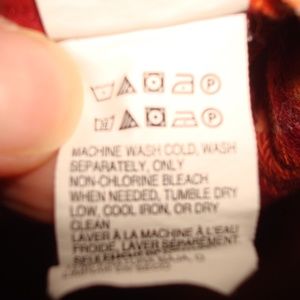 P
P
MACHINE WASH COLD, WASH
SEPARATELY, ONLY
NON-CHLORINE BLEACH
WHEN NEEDED, TUMBLE DRY
LOW, COOL IRON, OR DRY
CLEAN
LAVER À LA MACHINE À L'EAU
FROIDE, LAVER SÉPARÉMENT